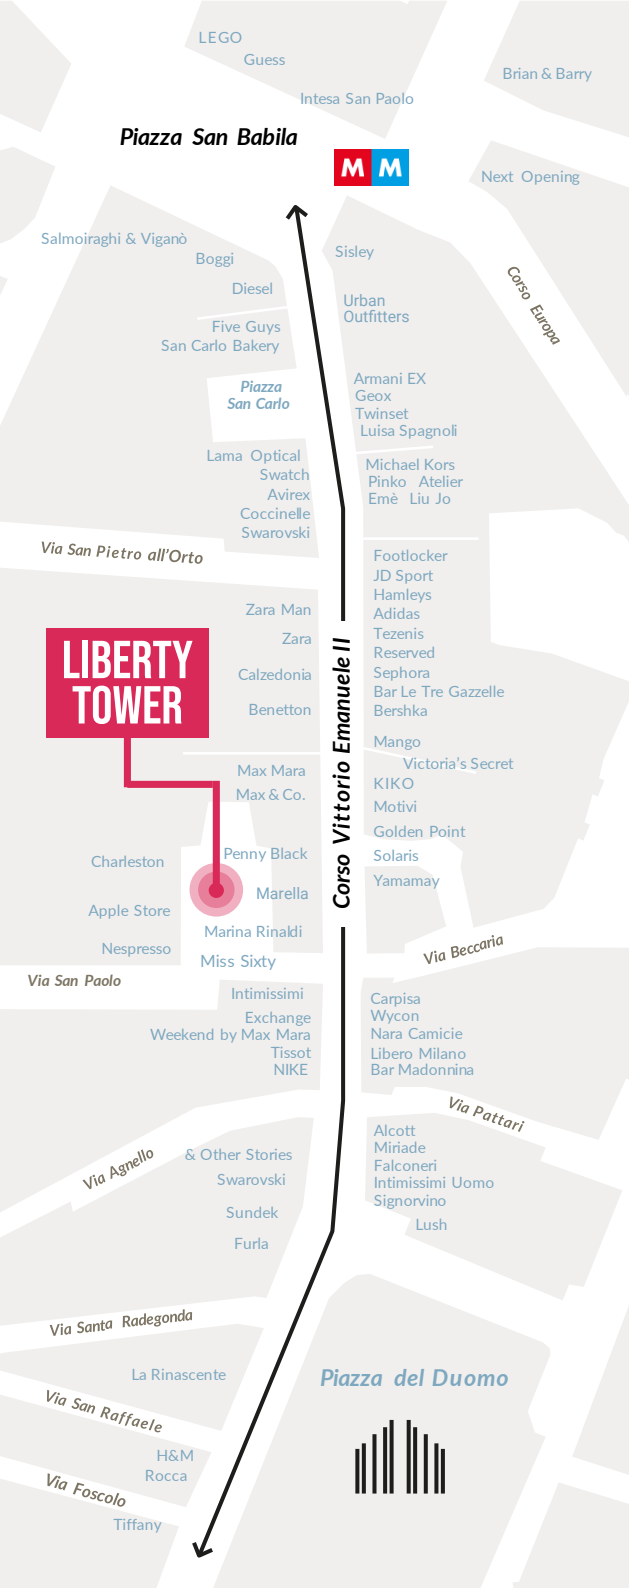 LEGO
Guess
Brian & Barry
Intesa San Paolo
Piazza San Babila
M M
Next Opening
Salmoiraghi & Viganò
Sisley
Boggi
Corso Europa
Diesel
Urban
Outfitters
Five Guys
San Carlo Bakery
Piazza
San Carlo
Armani EX
Geox
Twinset
Luisa Spagnoli
Lama Optical
Swatch
Avirex
Coccinelle
Swarovski
Michael Kors
Pinko Atelier
Emè Liu Jo
Via San Pietro all'Orto
Footlocker
JD Sport
Hamleys
Adidas
Tezenis
Reserved
Sephora
Bar Le Tre Gazzelle
Bershka
Zara Man
Zara
Calzedonia
Benetton
LIBERTY
TOWER
Corso Vittorio Emanuele II
Mango
Victoria's Secret
KIKO
Motivi
Golden Point
Solaris
Yamamay
Max Mara
Max & Co.
Penny Black
Charleston
Marella
Apple Store
Marina Rinaldi
Nespresso
Miss Sixty
Via Beccaria
Via San Paolo
Intimissimi
Exchange
Weekend by Max Mara
Tissot
NIKE
Carpisa
Wycon
Nara Camicie
Libero Milano
Bar Madonnina
Via Pattari
Via Agnello
& Other Stories
Swarovski
Sundek
Furla
Alcott
Miriade
Falconeri
Intimissimi Uomo
Signorvino
Lush
Via Santa Radegonda
La Rinascente
Piazza del Duomo
Via San Raffaele
H&M
Rocca
Via Foscolo
Tiffany